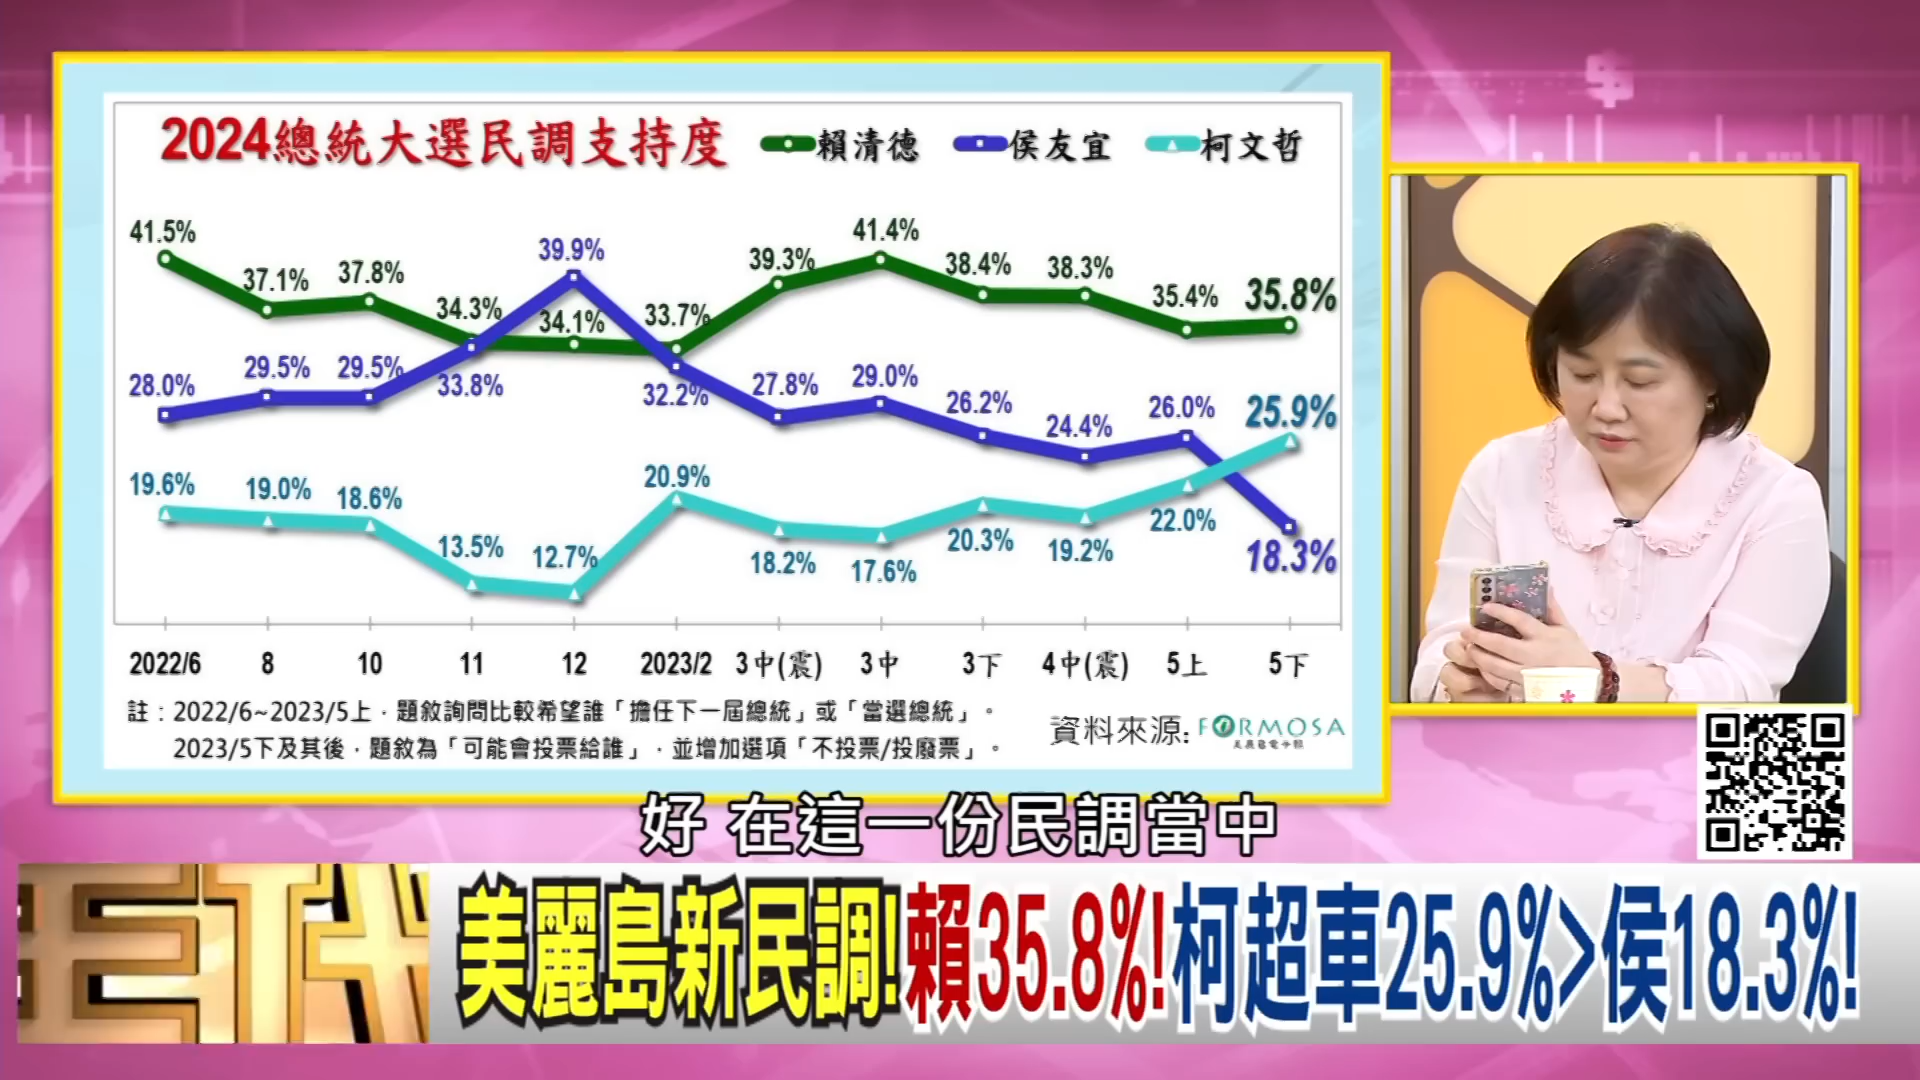 2024總統大選民調支持度
賴清德 侯友宜 柯文哲
41.5% 37.1% 37.8% 34.3% 34.1% 33.7% 39.3% 41.4% 38.4% 38.3% 35.4% 35.8%
28.0% 29.5% 29.5% 33.8% 39.9% 32.2% 27.8% 29.0% 26.2% 24.4% 26.0% 18.3%
19.6% 19.0% 18.6% 13.5% 12.7% 20.9% 18.2% 17.6% 20.3% 19.2% 22.0% 25.9%
2022/6 8 10 11 12 2023/2 3中(震) 3中 3下 4中(震) 5上 5下
註：2022/6~2023/5上，題敘詢問比較希望誰「擔任下一屆總統」或「當選總統」。
2023/5下及其後，題敘為「可能會投票給誰」，並增加選項「不投票/投廢票」。
資料來源: FORMOSA
美麗島電子報
好 在這一份民調當中
美麗島新民調!賴35.8%!柯超車25.9%>侯18.3%!